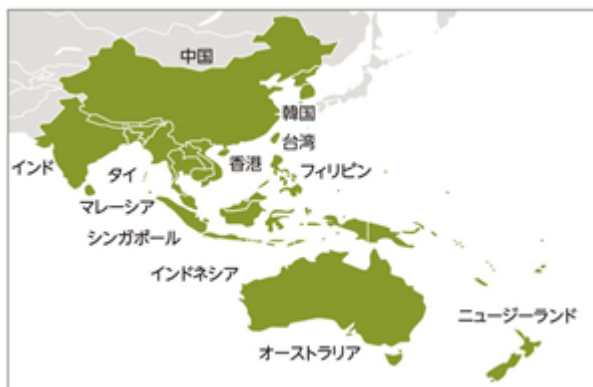 中国
韓国
台湾
香港
フィリピン
インド
タイ
マレーシア
シンガポール
インドネシア
ニュージーランド
オーストラリア